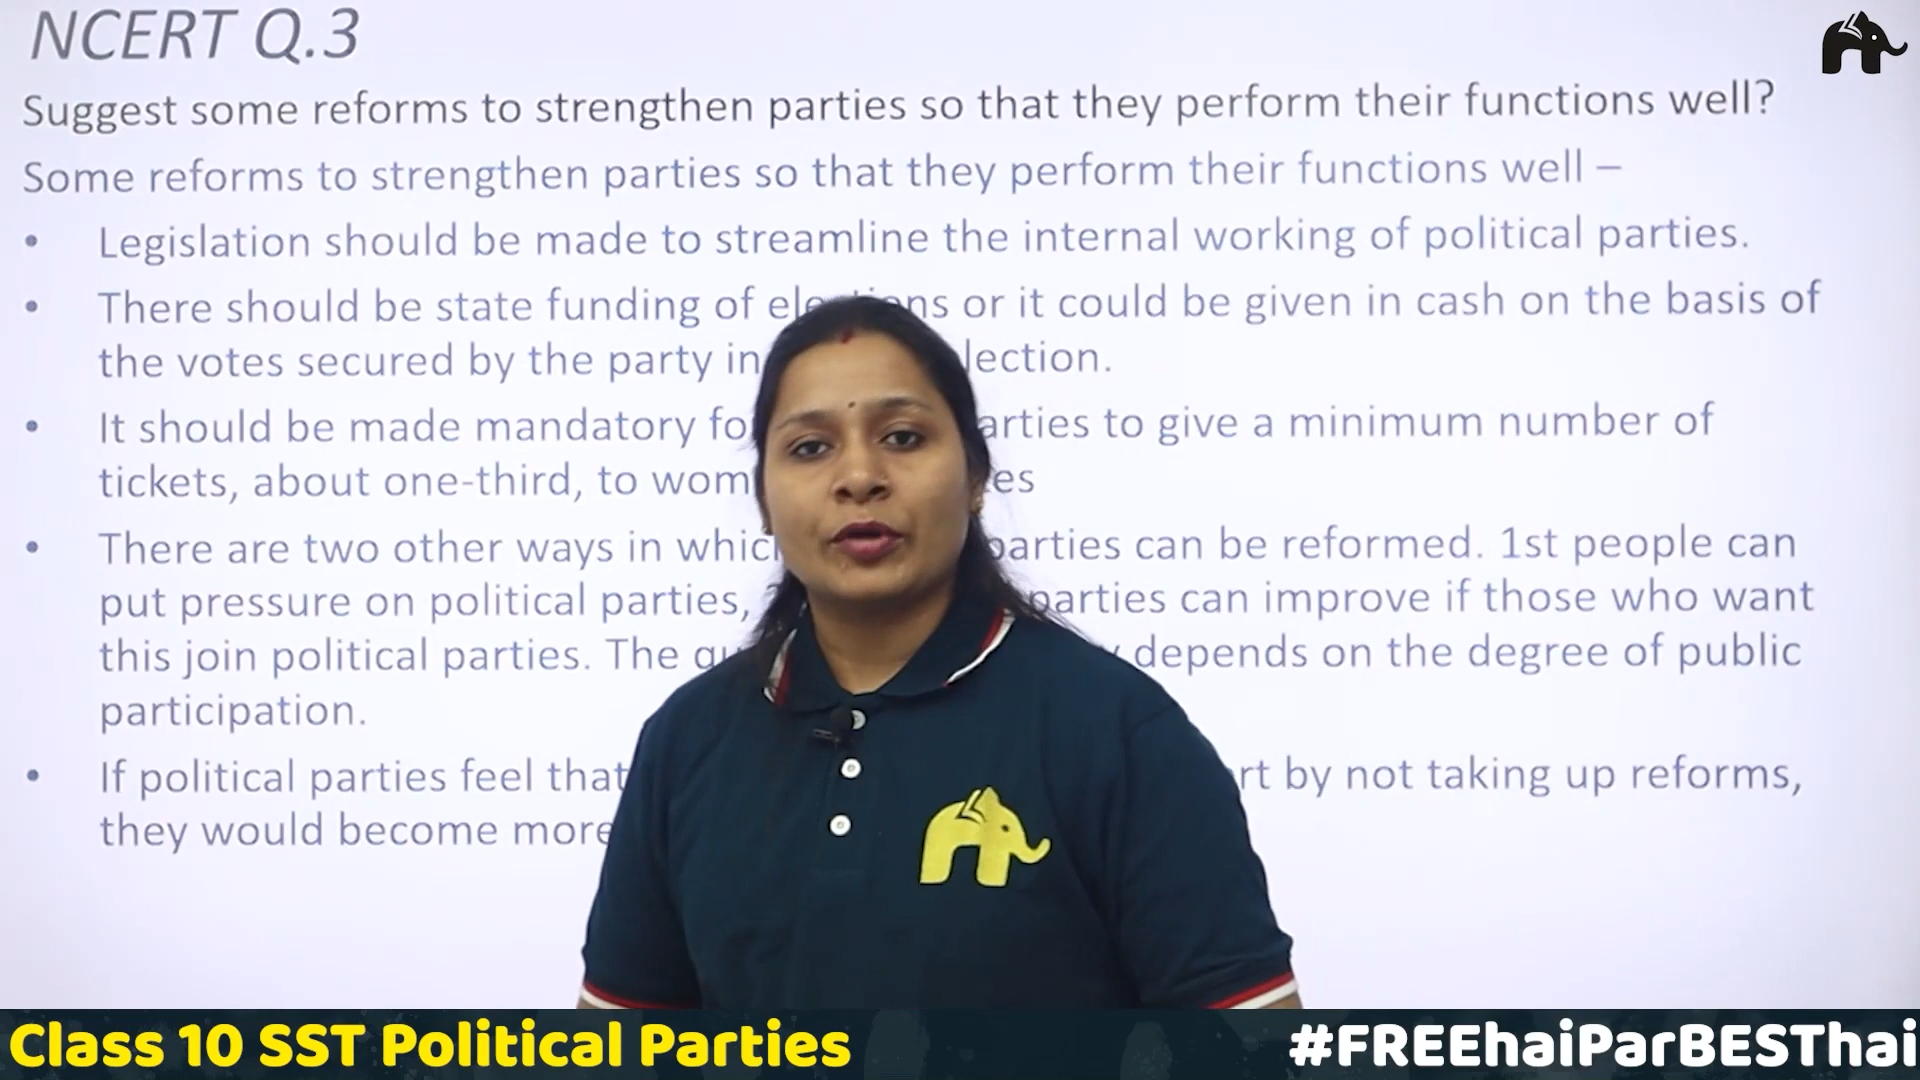 NCERT Q.3
Suggest some reforms to strengthen parties so that they perform their functions well?
Some reforms to strengthen parties so that they perform their functions well –
• Legislation should be made to streamline the internal working of political parties.
• There should be state funding of elections or it could be given in cash on the basis of
the votes secured by the party in lection.
• It should be made mandatory fo arties to give a minimum number of
tickets, about one-third, to wom es
• There are two other ways in which parties can be reformed. 1st people can
put pressure on political parties, parties can improve if those who want
this join political parties. The qu depends on the degree of public
participation.
• If political parties feel that rt by not taking up reforms,
they would become more
Class 10 SST Political Parties
#FREEhaiParBESThai